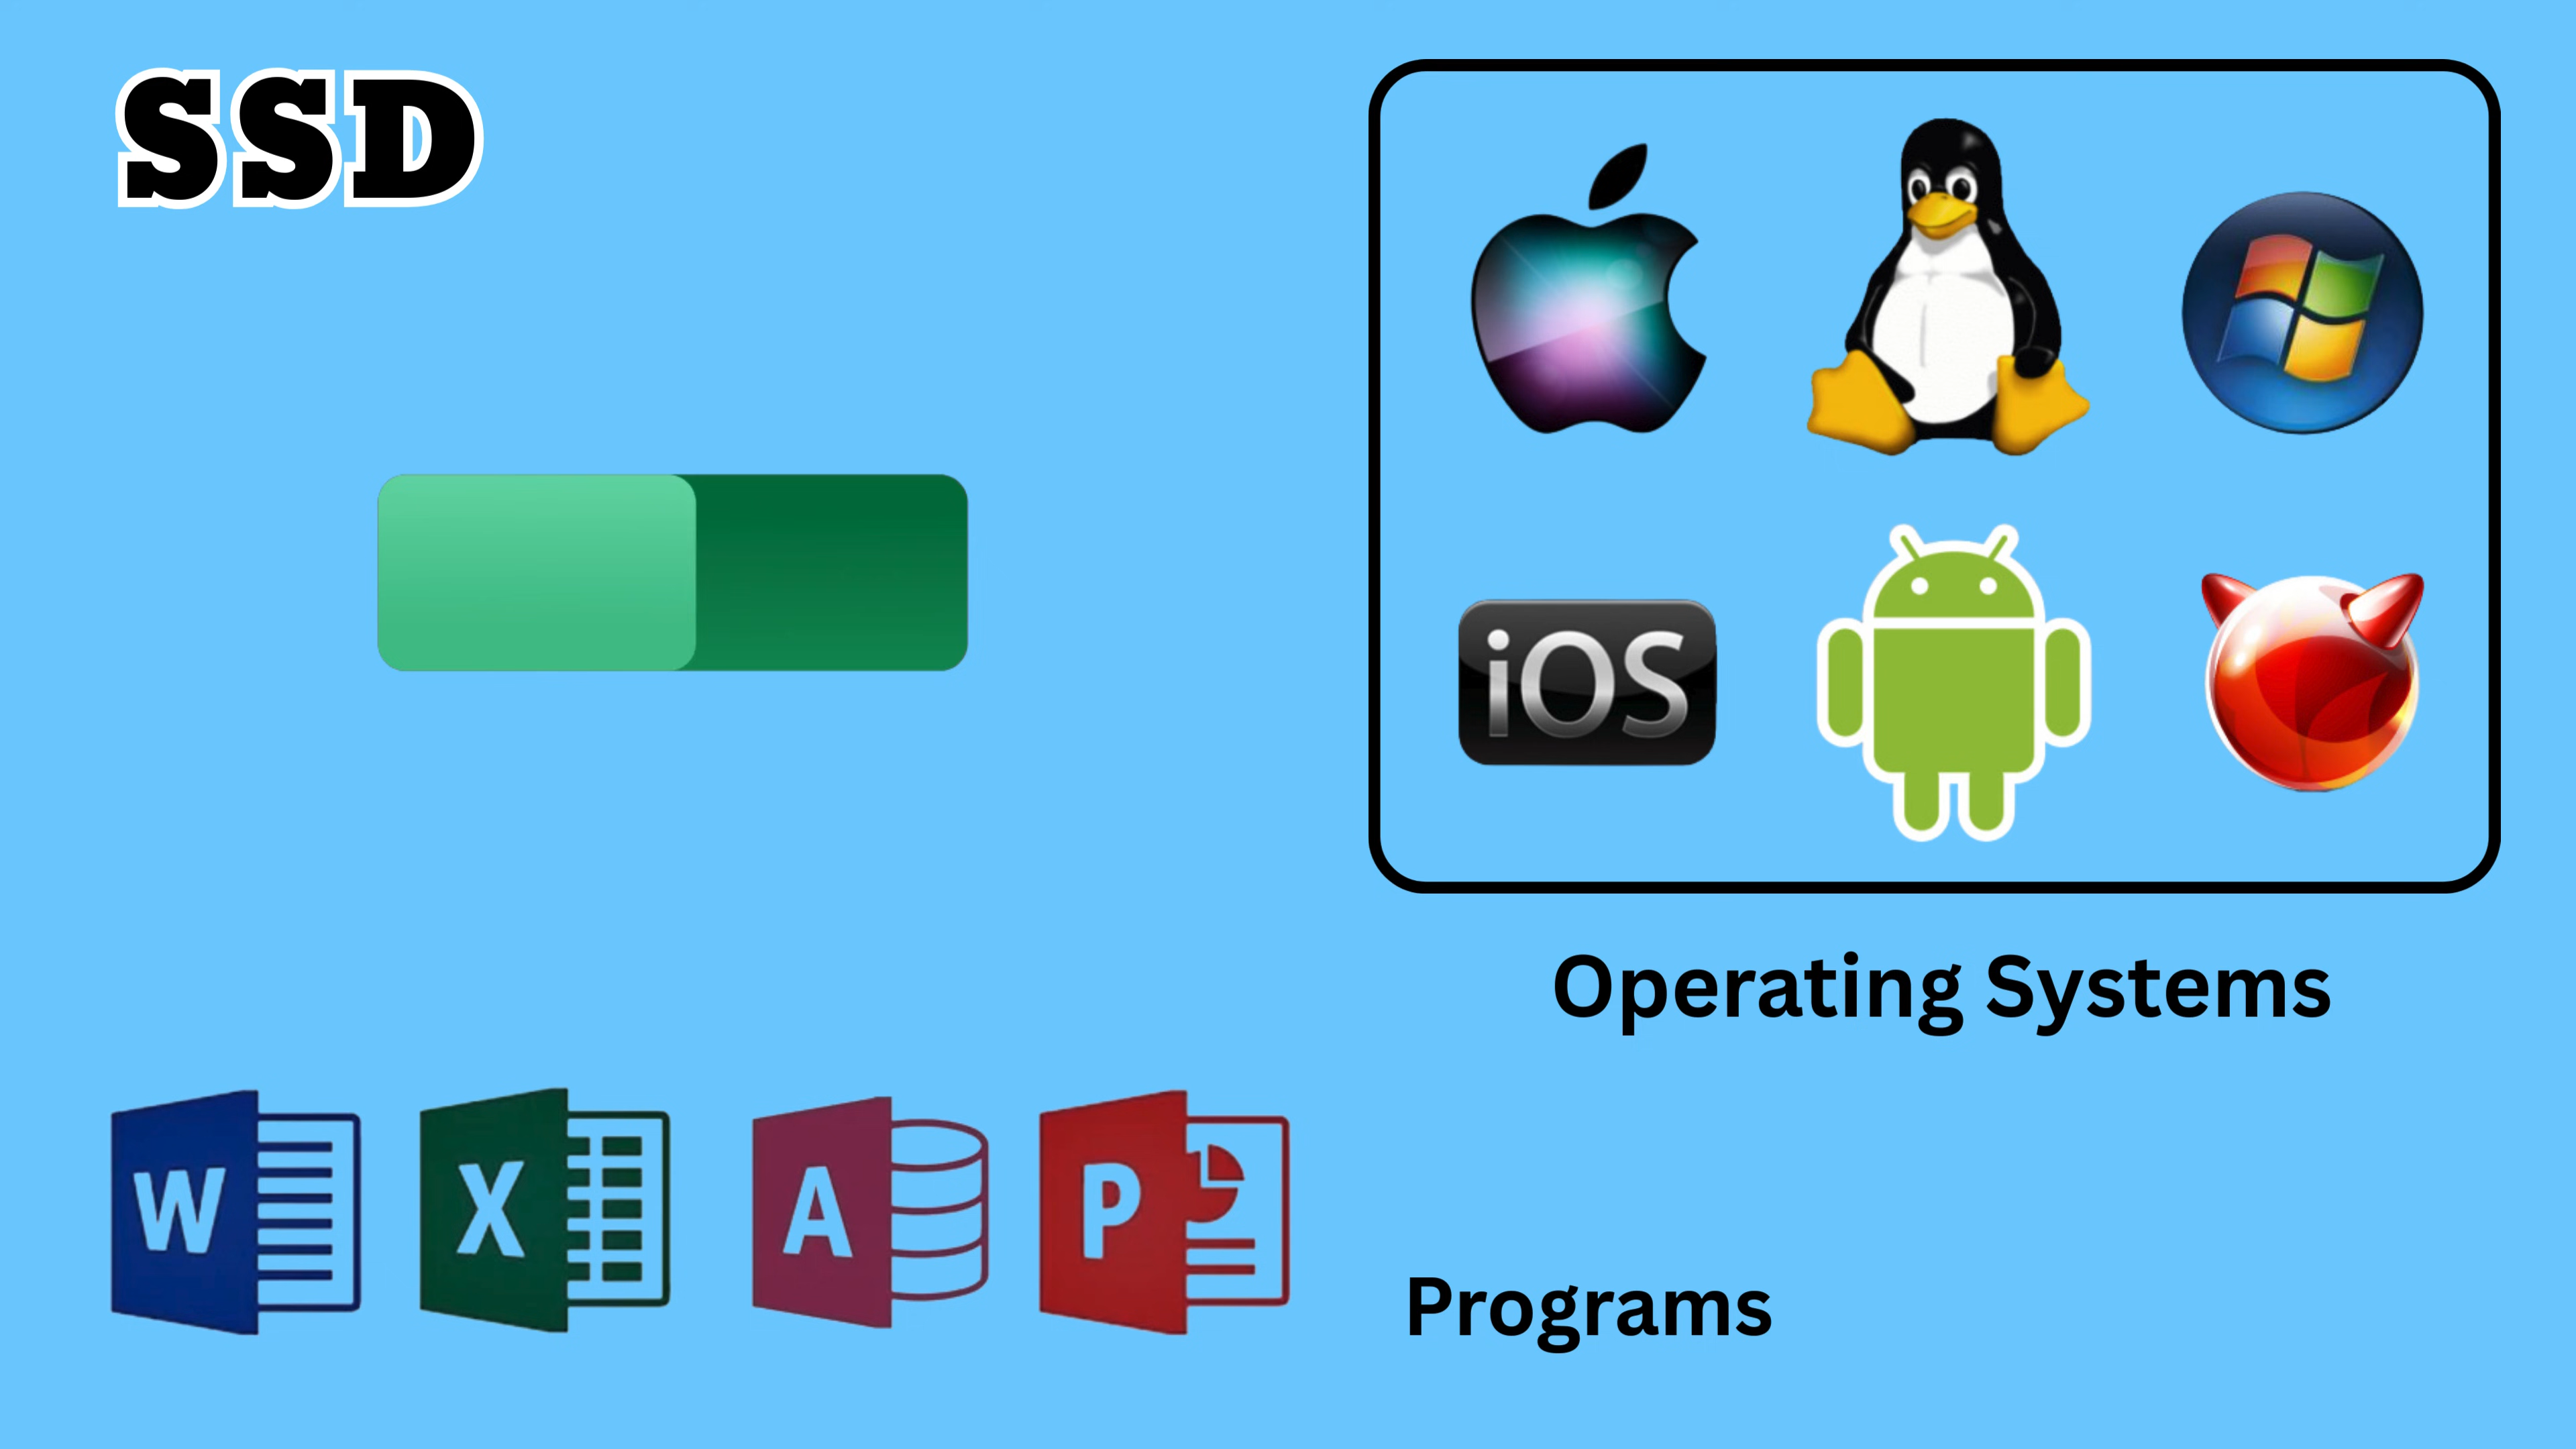 SSD
iOS
Operating Systems
W X A P
Programs